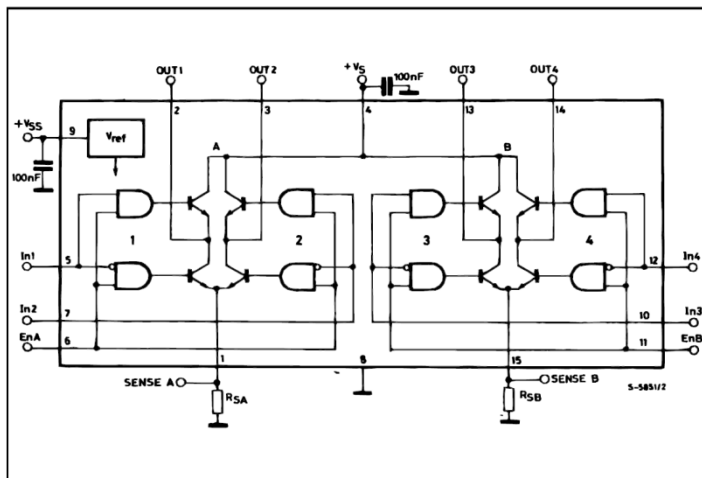 OUT1 OUT2 +VS 100nF OUT3 OUT4
2 3 4 13 14
+VSS 9 Vref A B
100nF
1 2 3 4
In1 5 12 In4
In2 7 10 In3
EnA 6 11 EnB
1 8 15
SENSE A SENSE B S-5851/2
RSA RSB